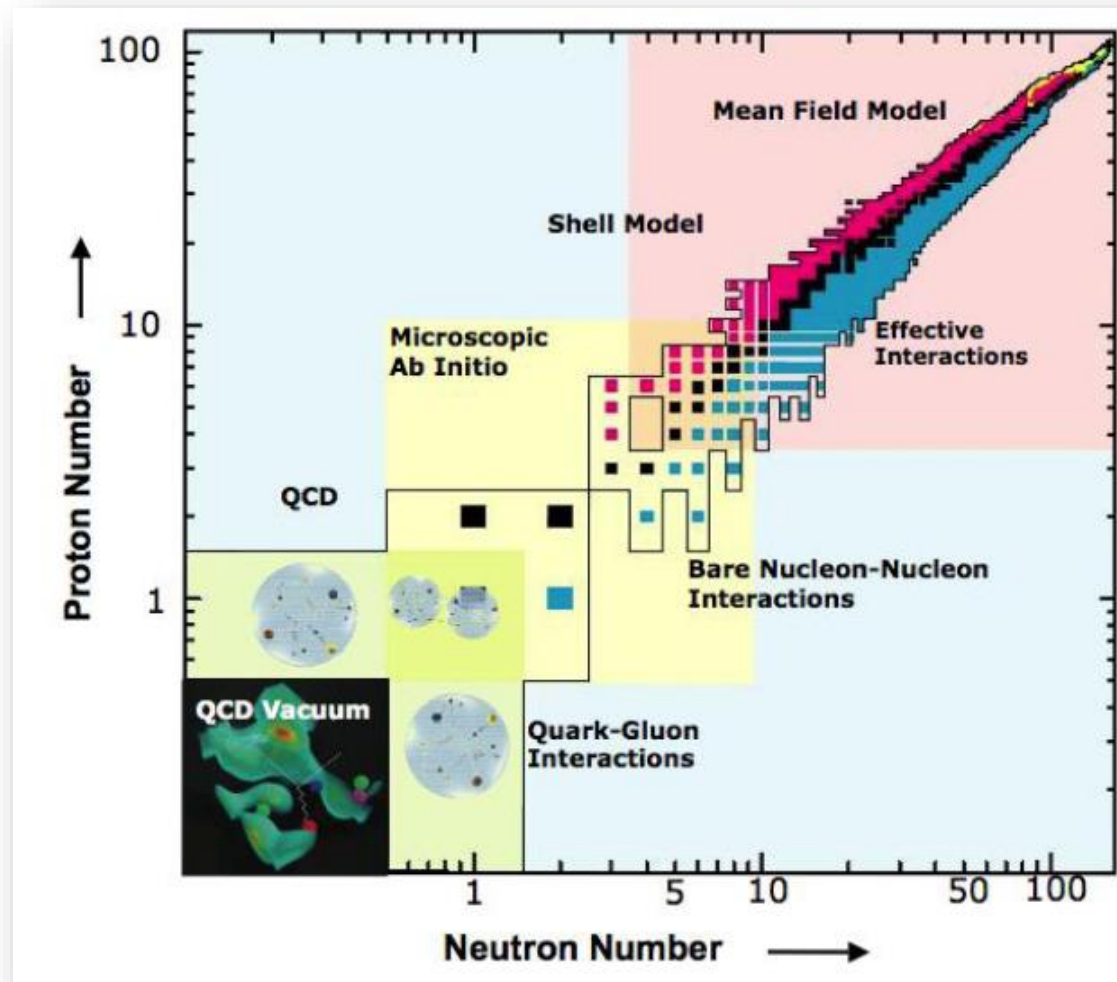 100
Mean Field Model
Shell Model
10
Microscopic
Ab Initio
Effective
Interactions
QCD
Bare Nucleon-Nucleon
Interactions
1
QCD Vacuum
Quark-Gluon
Interactions
Proton Number
1
5
10
50
100
Neutron Number